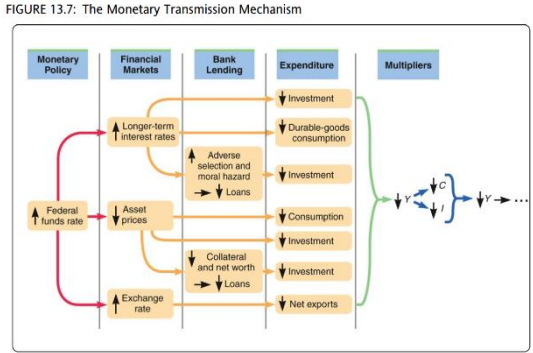 FIGURE 13.7: The Monetary Transmission Mechanism
Monetary
Policy
Financial
Markets
Bank
Lending
Expenditure
Multipliers
Federal
funds rate
Longer-term
interest rates
Asset
prices
Exchange
rate
Adverse
selection and
moral hazard
Loans
Collateral
and net worth
Loans
Investment
Durable-goods
consumption
Investment
Consumption
Investment
Investment
Net exports
Y
C
I
Y
...